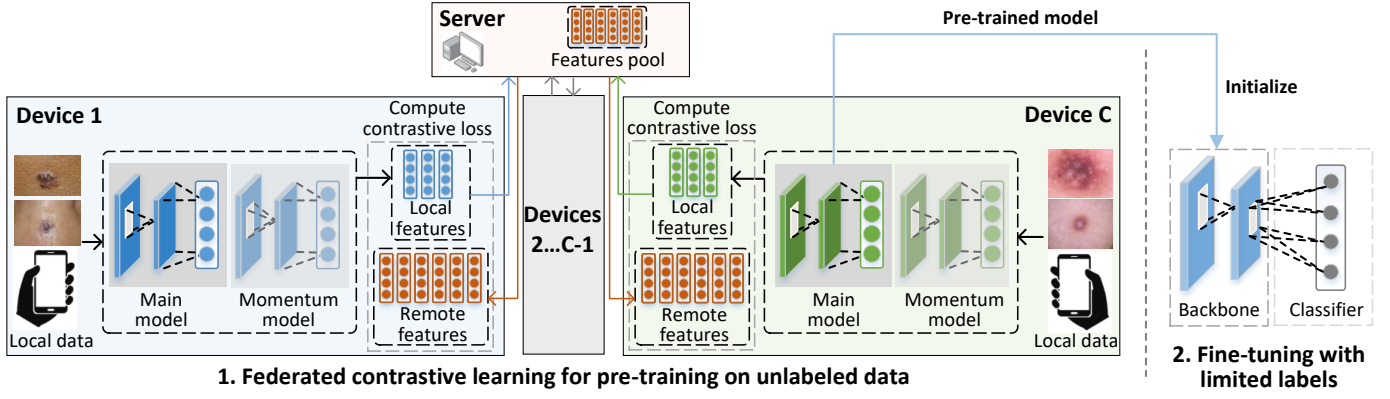 Server
Features pool
Pre-trained model
Initialize
Device 1
Compute
contrastive loss
Local
features
Remote
features
Main
model
Momentum
model
Local data
Devices
2...C-1
Device C
Compute
contrastive loss
Local
features
Remote
features
Main
model
Momentum
model
Local data
Backbone
Classifier
1. Federated contrastive learning for pre-training on unlabeled data
2. Fine-tuning with
limited labels